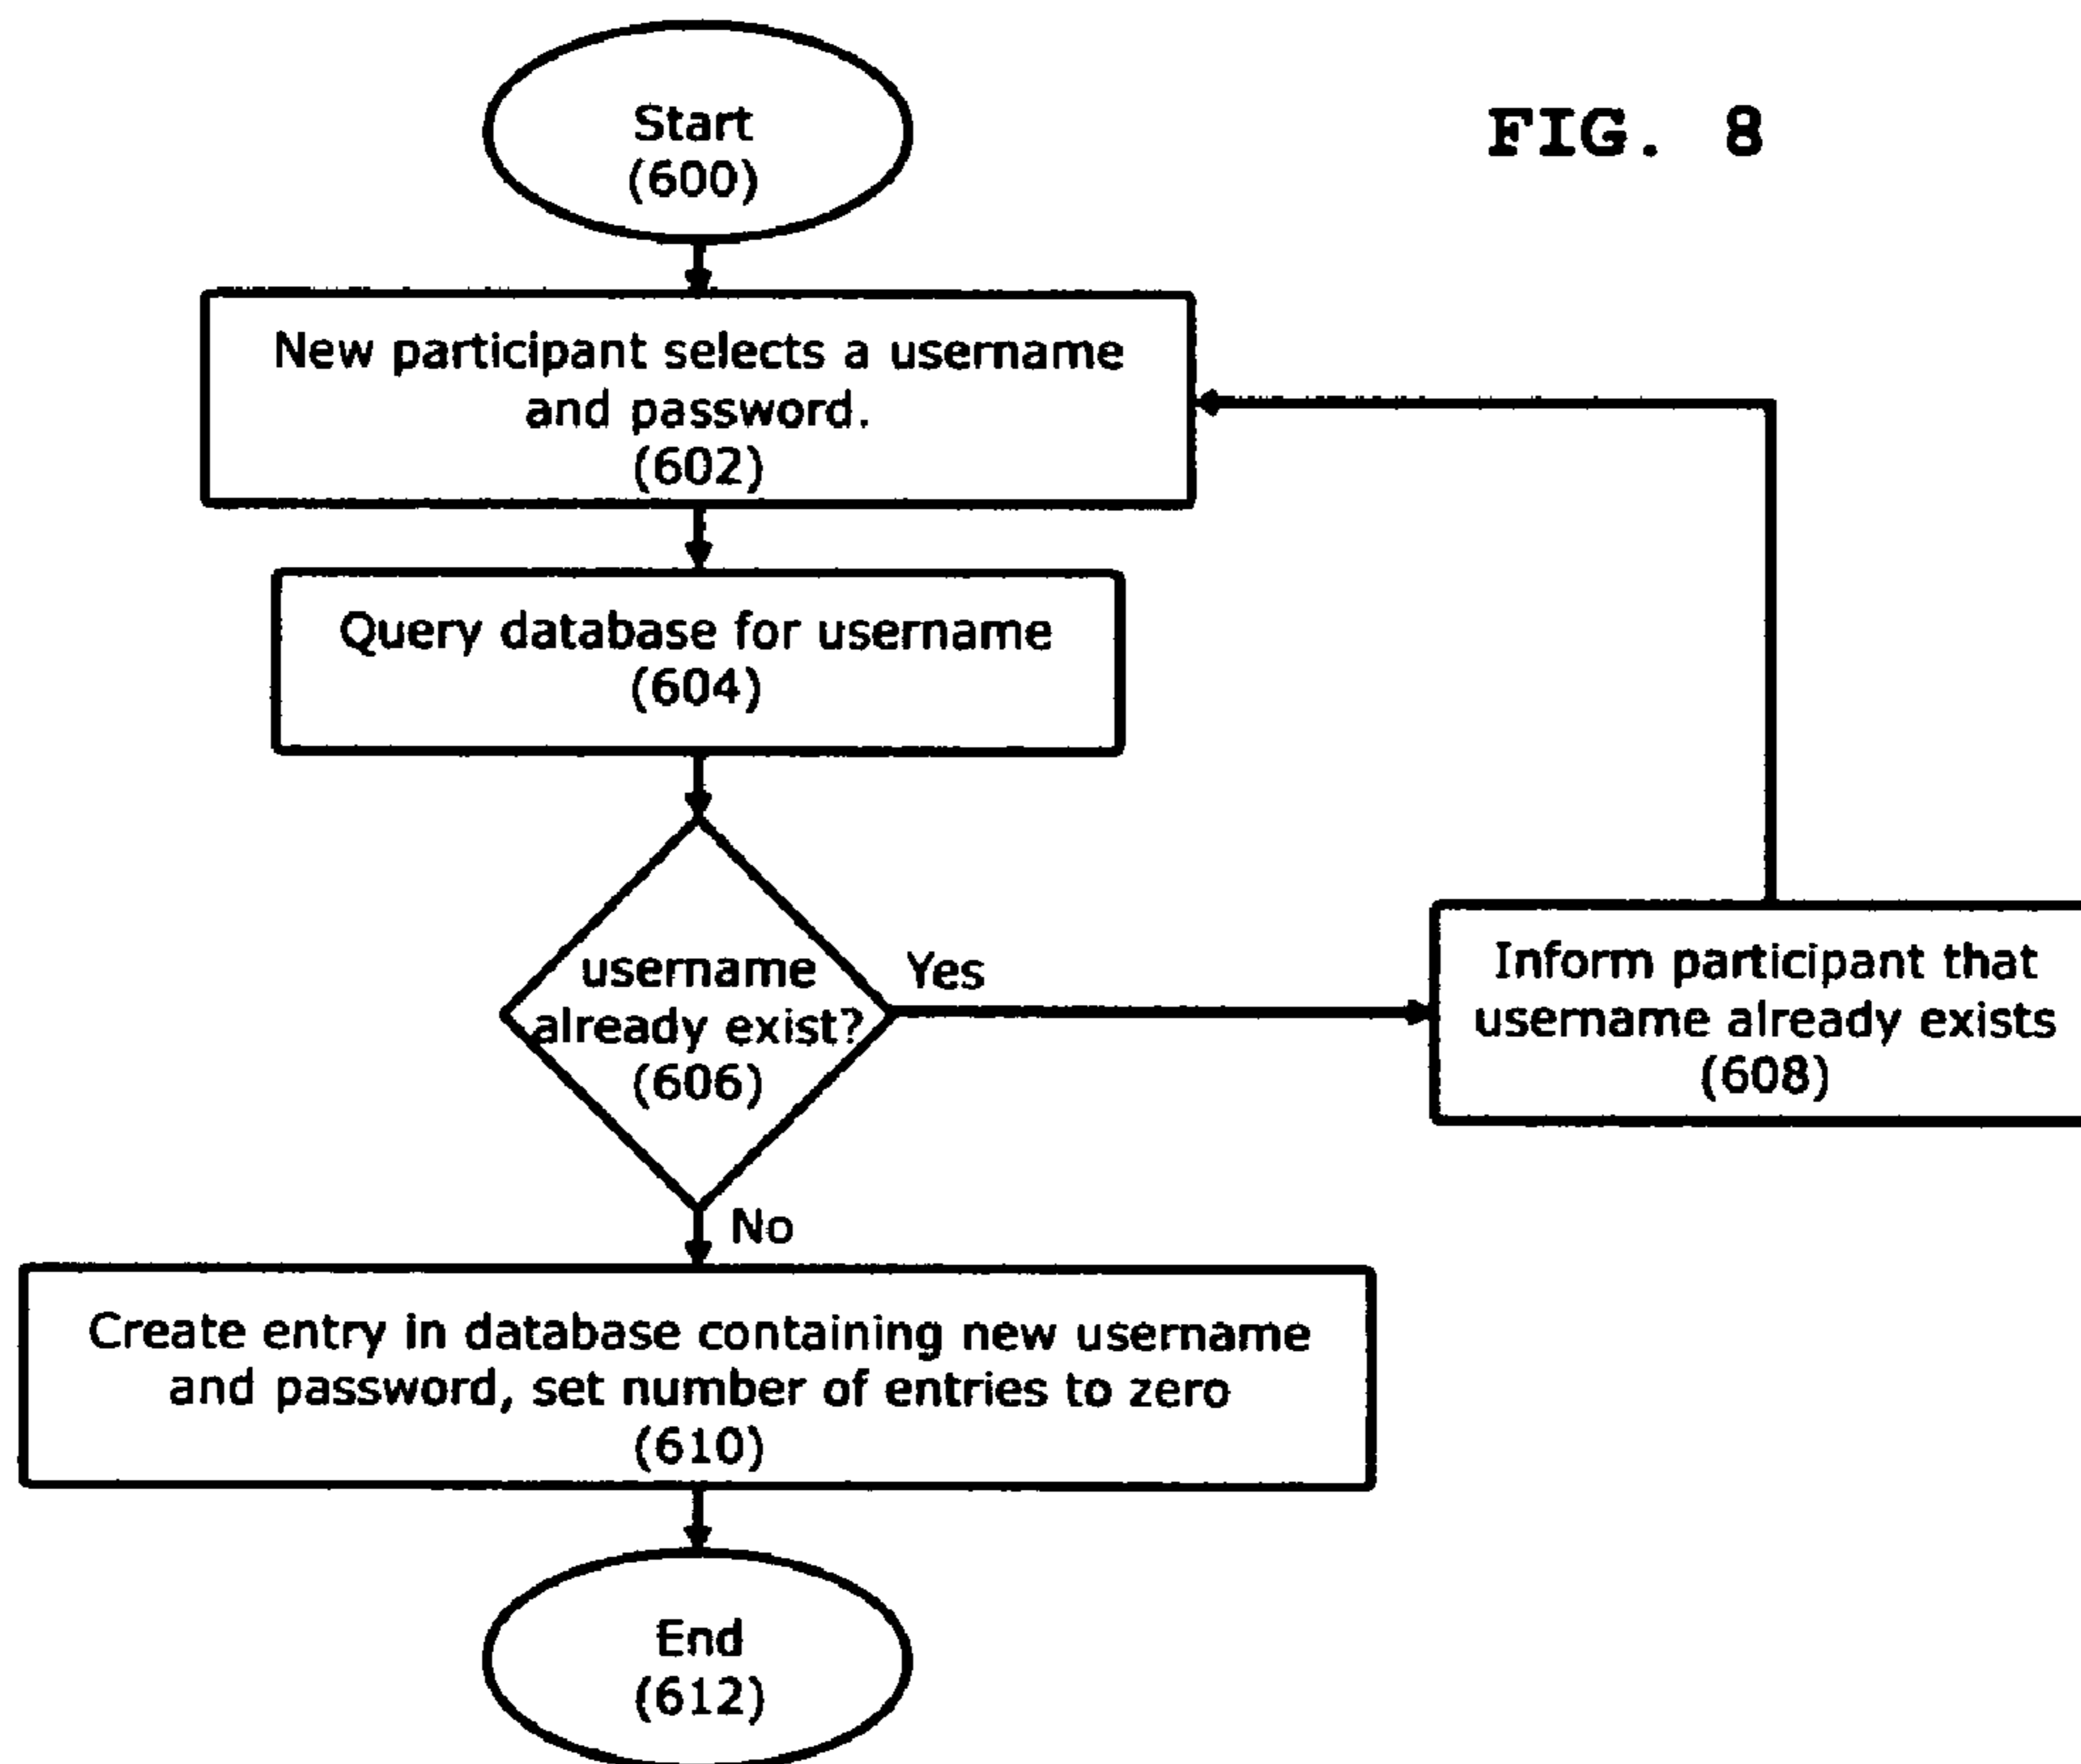 FIG. 8
Start
(600)
New participant selects a username
and password.
(602)
Query database for username
(604)
username
already exist?
(606)
Yes
Inform participant that
username already exists
(608)
No
Create entry in database containing new username
and password, set number of entries to zero
(610)
End
(612)